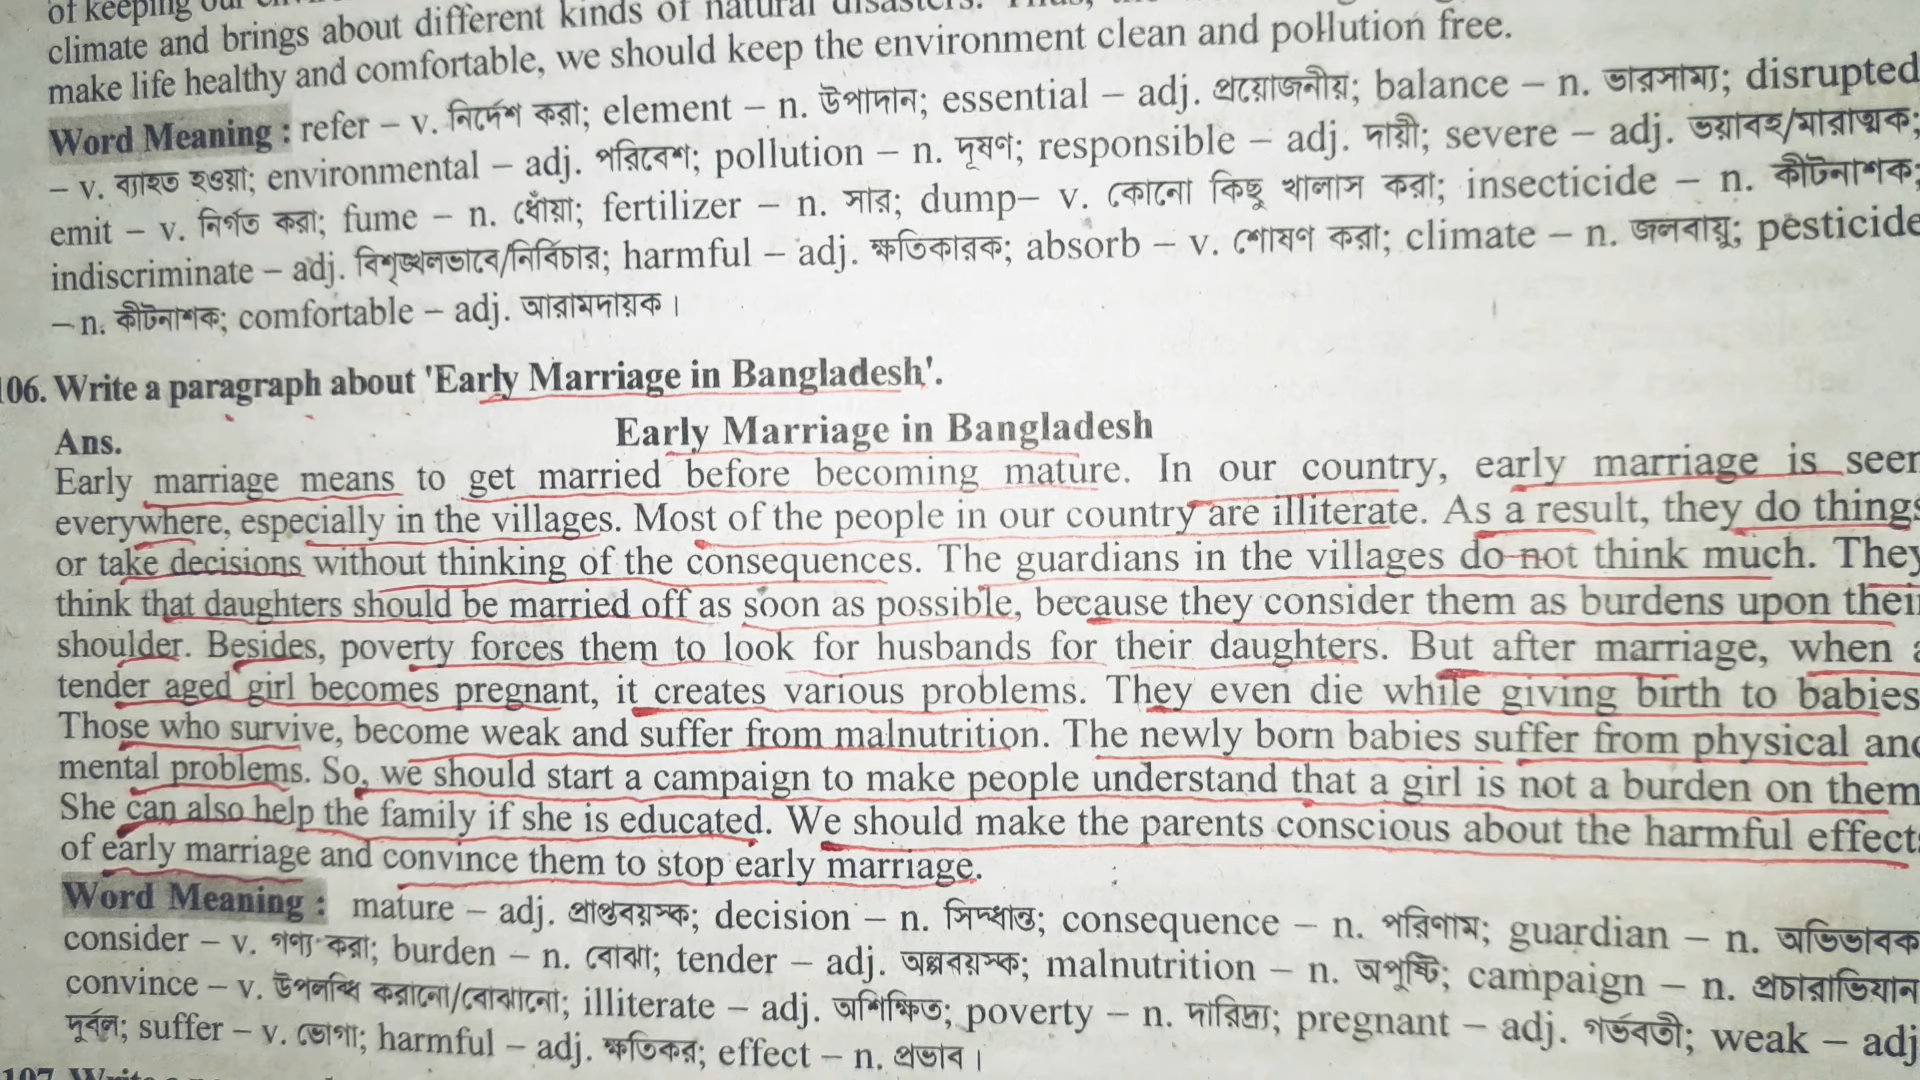 of keeping our
climate and brings about different kinds of natural disasters. Thus,
make life healthy and comfortable, we should keep the environment clean and pollution free.
Word Meaning : refer – v. নির্দেশ করা; element – n. উপাদান; essential – adj. প্রয়োজনীয়; balance – n. ভারসাম্য; disrupted
– v. ব্যাহত হওয়া; environmental – adj. পরিবেশ; pollution – n. দূষণ; responsible – adj. দায়ী; severe – adj. ভয়াবহ/মারাত্মক;
emit – v. নির্গত করা; fume – n. ধোঁয়া; fertilizer – n. সার; dump– v. কোনো কিছু খালাস করা; insecticide – n. কীটনাশক;
indiscriminate – adj. বিশৃঙ্খলভাবে/নির্বিচার; harmful – adj. ক্ষতিকারক; absorb – v. শোষণ করা; climate – n. জলবায়ু; pesticide
– n. কীটনাশক; comfortable – adj. আরামদায়ক।
106. Write a paragraph about 'Early Marriage in Bangladesh'.
Ans. Early Marriage in Bangladesh
Early marriage means to get married before becoming mature. In our country, early marriage is seen
everywhere, especially in the villages. Most of the people in our country are illiterate. As a result, they do things
or take decisions without thinking of the consequences. The guardians in the villages do not think much. They
think that daughters should be married off as soon as possible, because they consider them as burdens upon their
shoulder. Besides, poverty forces them to look for husbands for their daughters. But after marriage, when a
tender aged girl becomes pregnant, it creates various problems. They even die while giving birth to babies
Those who survive, become weak and suffer from malnutrition. The newly born babies suffer from physical and
mental problems. So, we should start a campaign to make people understand that a girl is not a burden on them
She can also help the family if she is educated. We should make the parents conscious about the harmful effects
of early marriage and convince them to stop early marriage.
Word Meaning : mature – adj. প্রাপ্তবয়স্ক; decision – n. সিদ্ধান্ত; consequence – n. পরিণাম; guardian – n. অভিভাবক
consider – v. গণ্য করা; burden – n. বোঝা; tender – adj. অল্পবয়স্ক; malnutrition – n. অপুষ্টি; campaign – n. প্রচারাভিযান
convince – v. উপলব্ধি করানো/বোঝানো; illiterate – adj. অশিক্ষিত; poverty – n. দারিদ্র্য; pregnant – adj. গর্ভবতী; weak – adj
দুর্বল; suffer – v. ভোগা; harmful – adj. ক্ষতিকর; effect – n. প্রভাব।
107. Write a